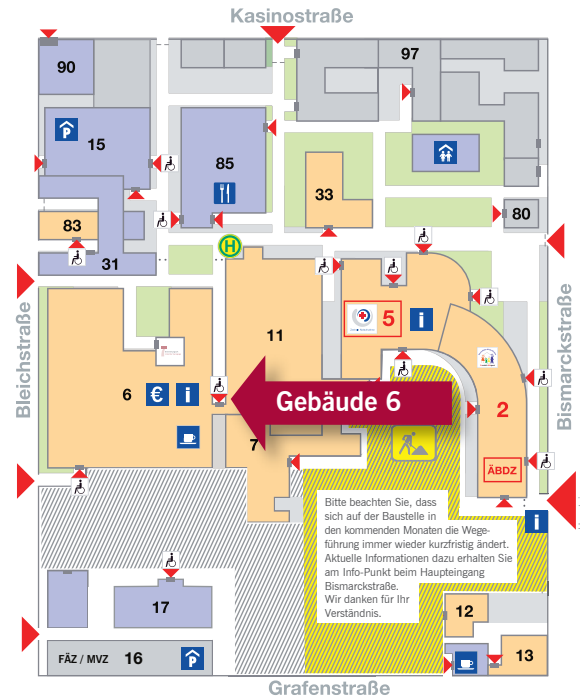 Kasinostraße
90
97
15
P
85
33
80
83
31
H
Bleichstraße
Bismarckstraße
11
5
i
6
€
i
Gebäude 6
2
7
ÄBDZ
i
Bitte beachten Sie, dass
sich auf der Baustelle in
den kommenden Monaten die Wege-
führung immer wieder kurzfristig ändert.
Aktuelle Informationen dazu erhalten Sie
am Info-Punkt beim Haupteingang
Bismarckstraße.
Wir danken für Ihr
Verständnis.
17
12
FÄZ / MVZ
16
P
13
Grafenstraße